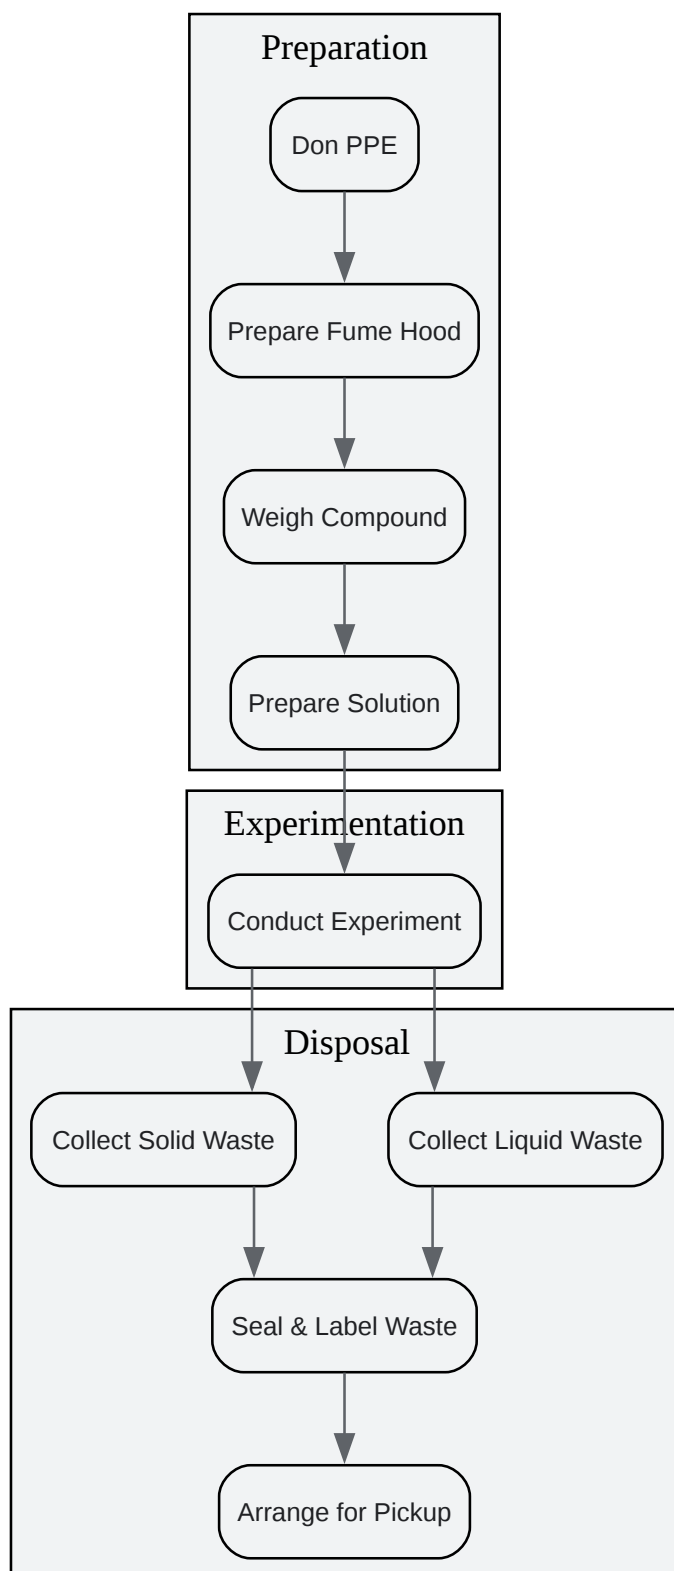 Preparation
Don PPE
Prepare Fume Hood
Weigh Compound
Prepare Solution
Experimentation
Conduct Experiment
Disposal
Collect Solid Waste
Collect Liquid Waste
Seal & Label Waste
Arrange for Pickup